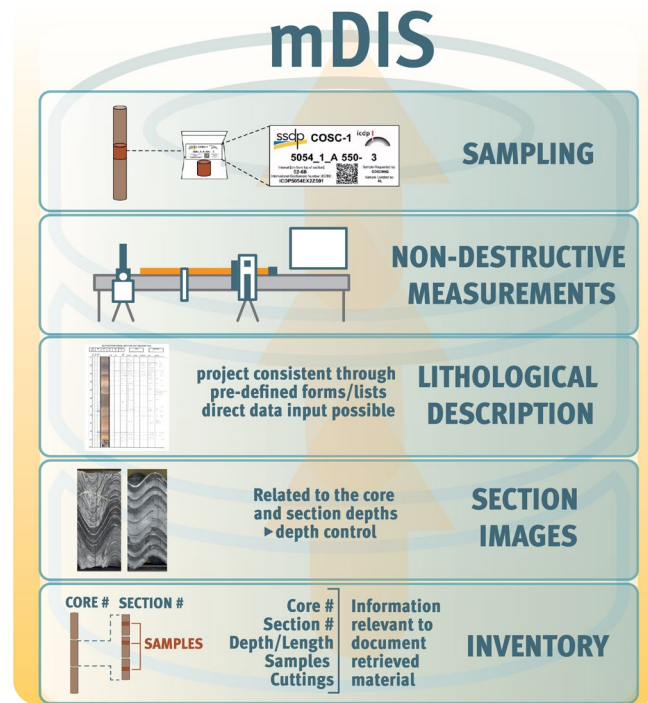 mDIS
ssdp COSC-1 icdp
5054_1_A 550- 3
SAMPLING
NON-DESTRUCTIVE
MEASUREMENTS
project consistent through
pre-defined forms/lists
direct data input possible
LITHOLOGICAL
DESCRIPTION
Related to the core
and section depths
▸depth control
SECTION
IMAGES
CORE # SECTION #
SAMPLES
Core #
Section #
Depth/Length
Samples
Cuttings
Information
relevant to
document
retrieved
material
INVENTORY